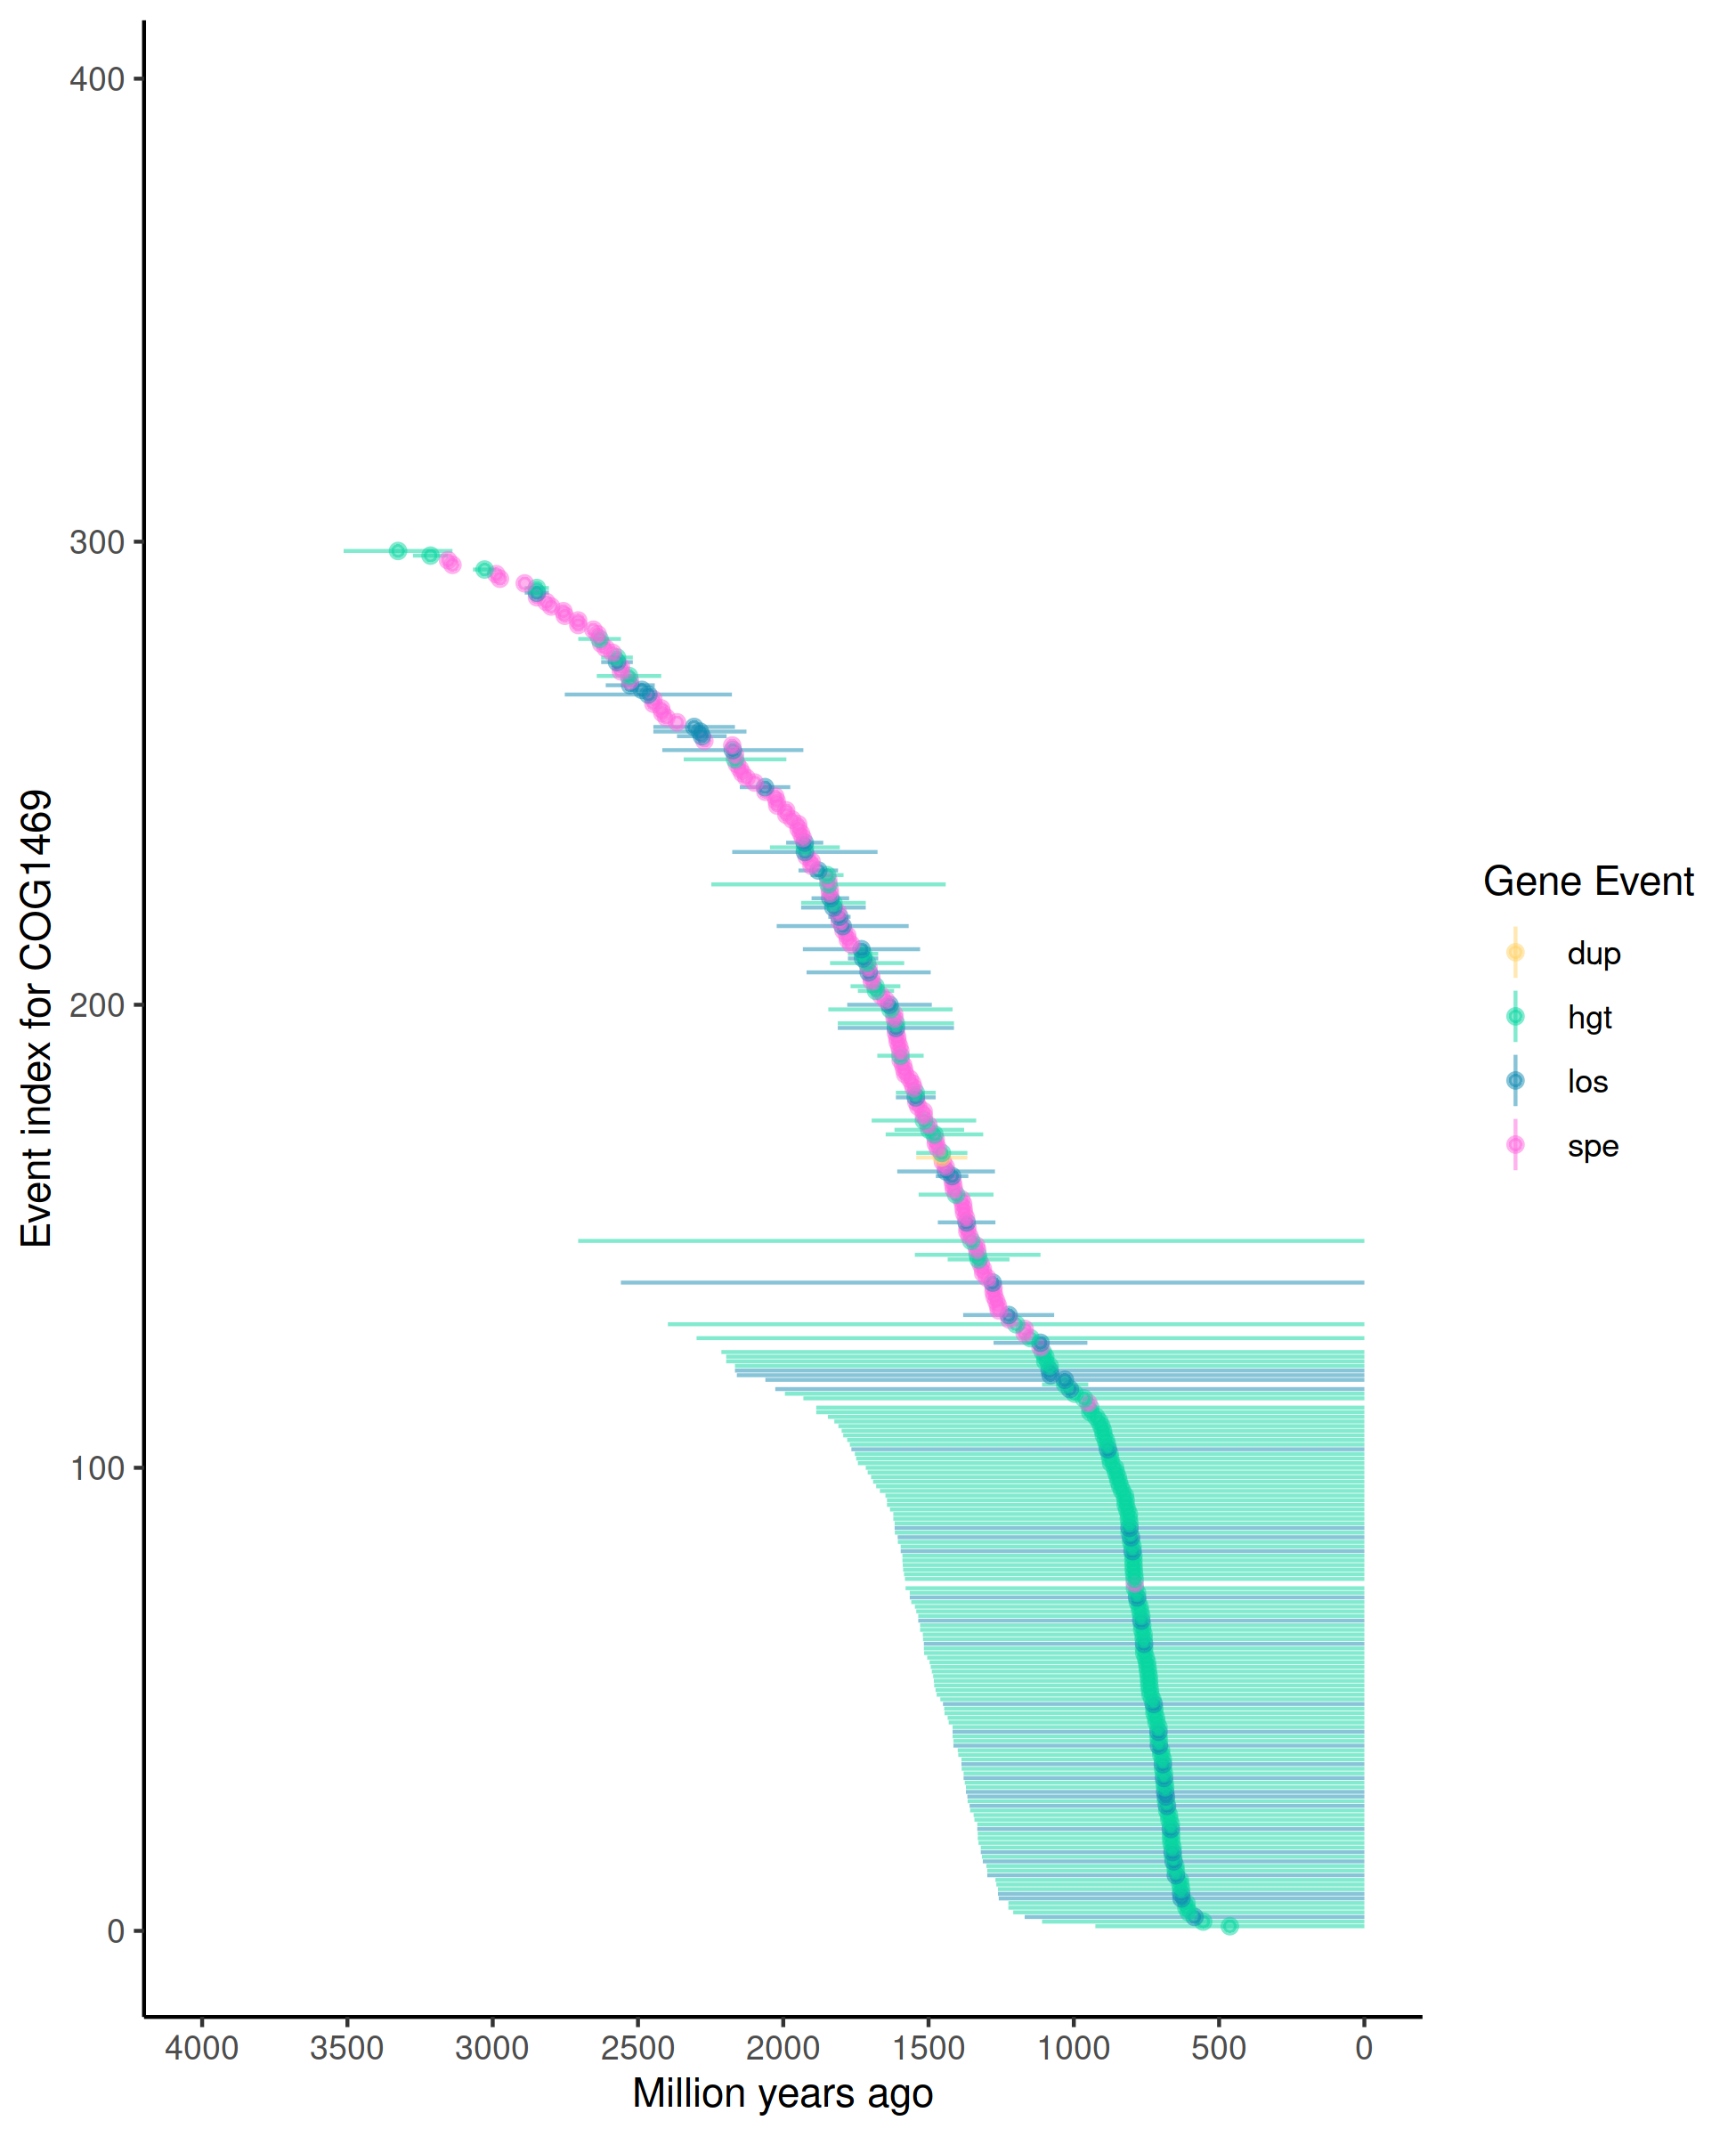 Event index for COG1469
400
300
200
100
0
4000 3500 3000 2500 2000 1500 1000 500 0
Million years ago
Gene Event
dup
hgt
los
spe